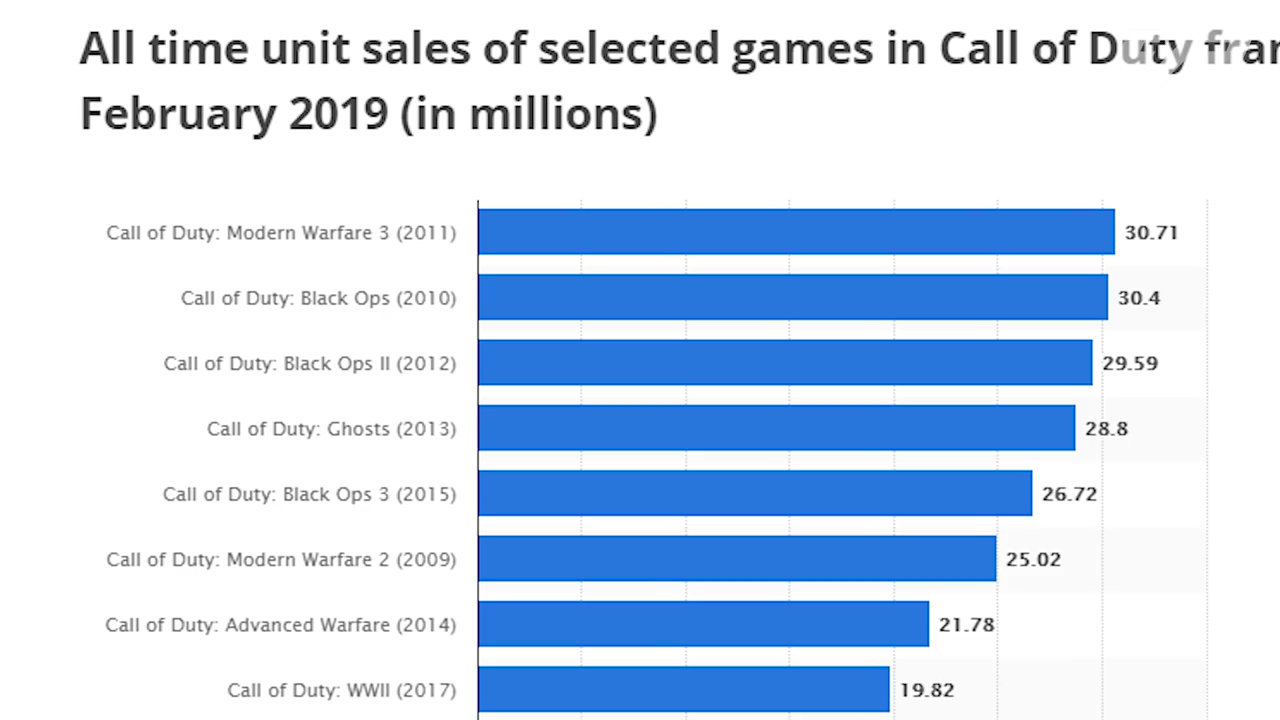 All time unit sales of selected games in Call of Duty
February 2019 (in millions)
Call of Duty: Modern Warfare 3 (2011) 30.71
Call of Duty: Black Ops (2010) 30.4
Call of Duty: Black Ops II (2012) 29.59
Call of Duty: Ghosts (2013) 28.8
Call of Duty: Black Ops 3 (2015) 26.72
Call of Duty: Modern Warfare 2 (2009) 25.02
Call of Duty: Advanced Warfare (2014) 21.78
Call of Duty: WWII (2017) 19.82